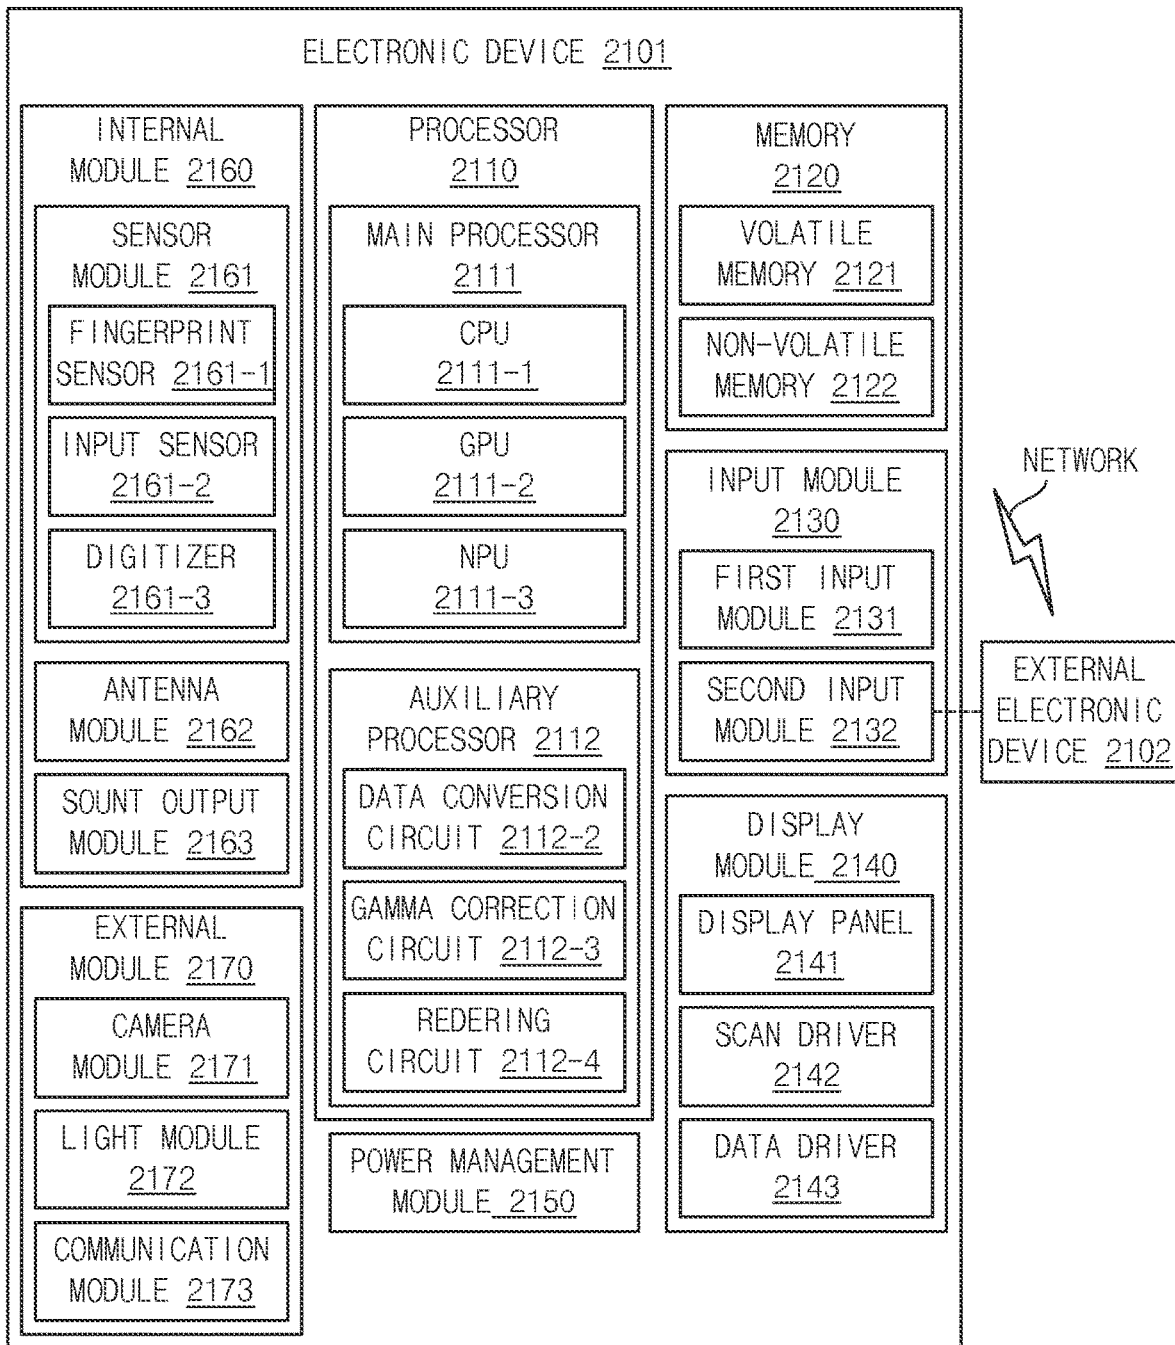 ELECTRONIC DEVICE 2101
INTERNAL
MODULE 2160
SENSOR
MODULE 2161
FINGERPRINT
SENSOR 2161-1
INPUT SENSOR
2161-2
DIGITIZER
2161-3
ANTENNA
MODULE 2162
SOUNT OUTPUT
MODULE 2163
EXTERNAL
MODULE 2170
CAMERA
MODULE 2171
LIGHT MODULE
2172
COMMUNICATION
MODULE 2173
PROCESSOR
2110
MAIN PROCESSOR
2111
CPU
2111-1
GPU
2111-2
NPU
2111-3
AUXILIARY
PROCESSOR 2112
DATA CONVERSION
CIRCUIT 2112-2
GAMMA CORRECTION
CIRCUIT 2112-3
REDERING
CIRCUIT 2112-4
POWER MANAGEMENT
MODULE 2150
MEMORY
2120
VOLATILE
MEMORY 2121
NON-VOLATILE
MEMORY 2122
INPUT MODULE
2130
FIRST INPUT
MODULE 2131
SECOND INPUT
MODULE 2132
DISPLAY
MODULE 2140
DISPLAY PANEL
2141
SCAN DRIVER
2142
DATA DRIVER
2143
NETWORK
EXTERNAL
ELECTRONIC
DEVICE 2102